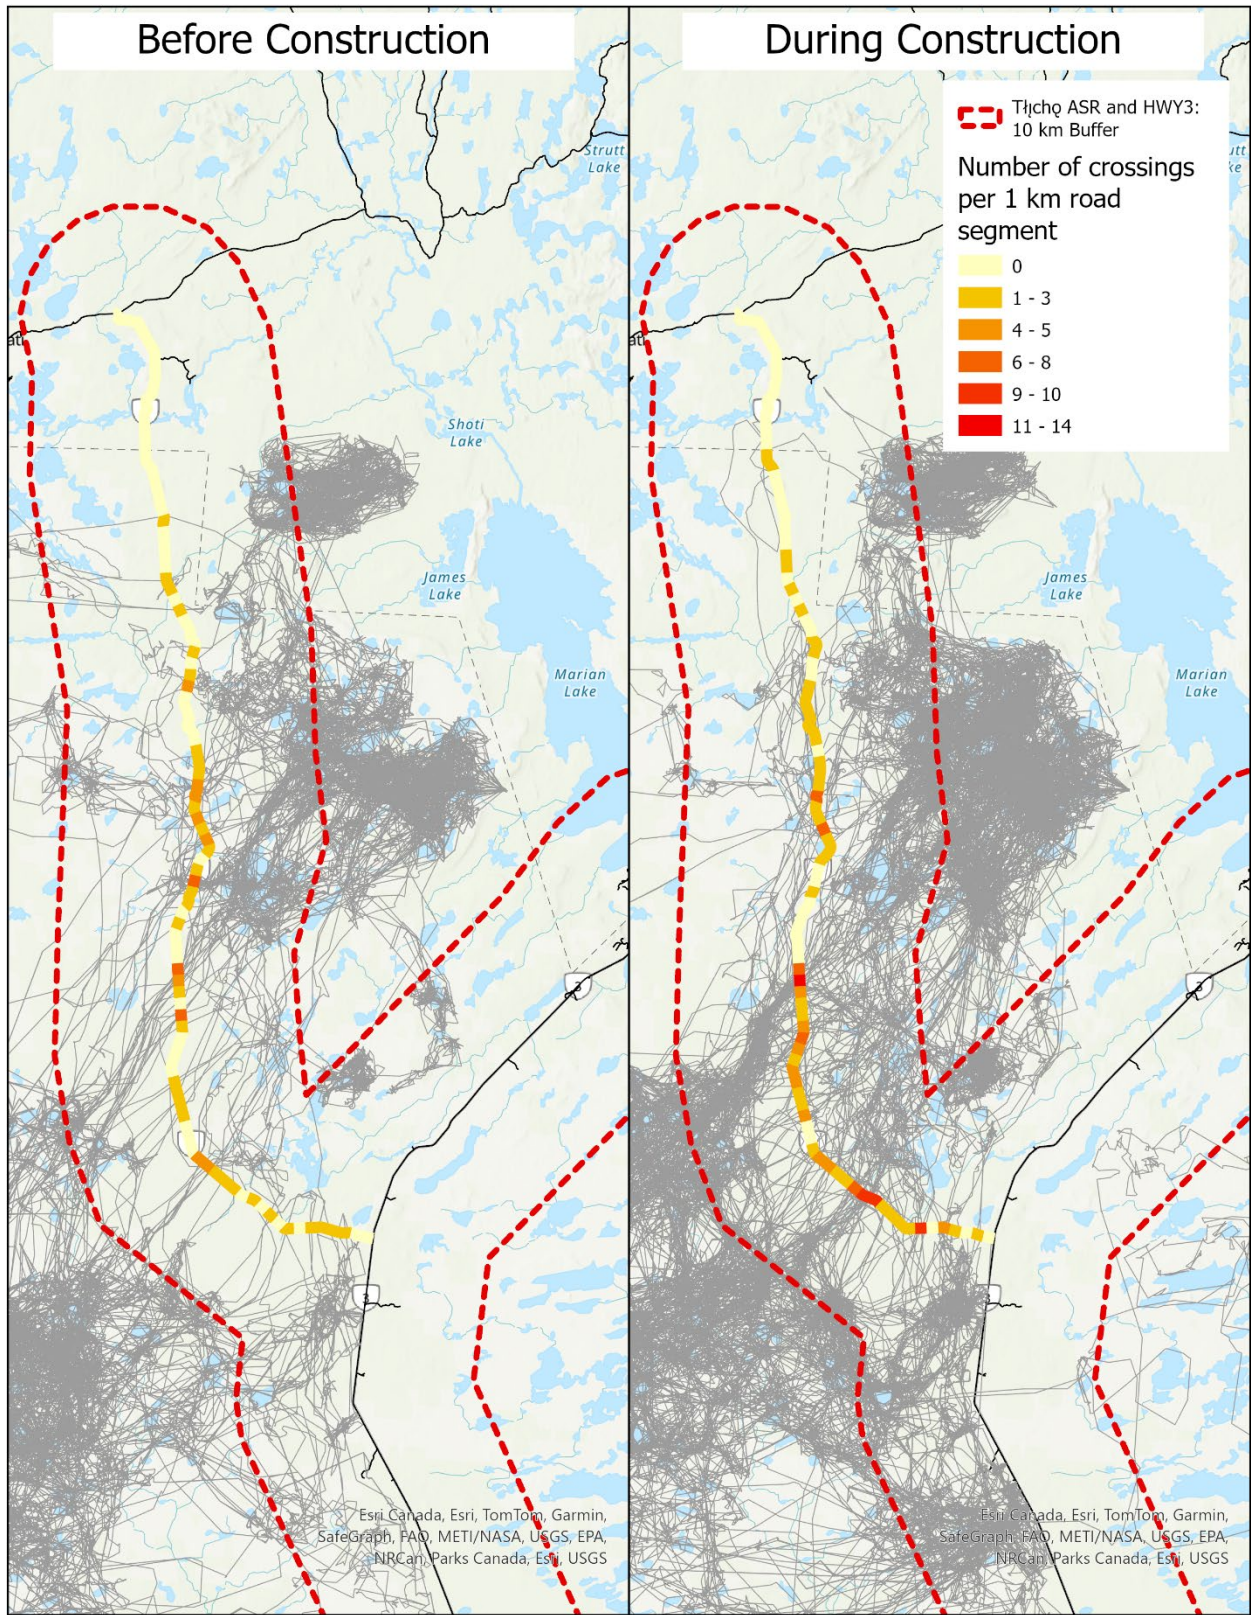 Before Construction
During Construction
Tłı̨chǫ ASR and HWY3:
10 km Buffer
Number of crossings
per 1 km road
segment
0
1 - 3
4 - 5
6 - 8
9 - 10
11 - 14
Strutt
Lake
Shoti
Lake
James
Lake
Marian
Lake
3
3
Esri Canada, Esri, TomTom, Garmin,
SafeGraph, FAO, METI/NASA, USGS, EPA,
NRCan, Parks Canada, Esri, USGS
utt
ke
James
Lake
Marian
Lake
3
3
Esri Canada, Esri, TomTom, Garmin,
SafeGraph, FAO, METI/NASA, USGS, EPA,
NRCan, Parks Canada, Esri, USGS